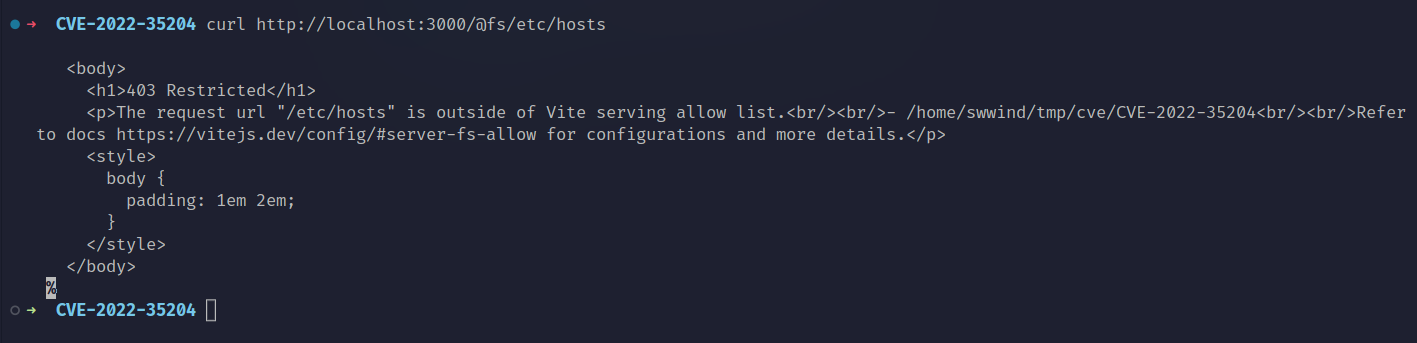 ● → CVE-2022-35204 curl http://localhost:3000/@fs/etc/hosts
<body>
<h1>403 Restricted</h1>
<p>The request url "/etc/hosts" is outside of Vite serving allow list.<br/><br/>- /home/swwind/tmp/cve/CVE-2022-35204<br/><br/>Refer
to docs https://vitejs.dev/config/#server-fs-allow for configurations and more details.</p>
<style>
body {
padding: 1em 2em;
}
</style>
</body>
%
○ → CVE-2022-35204